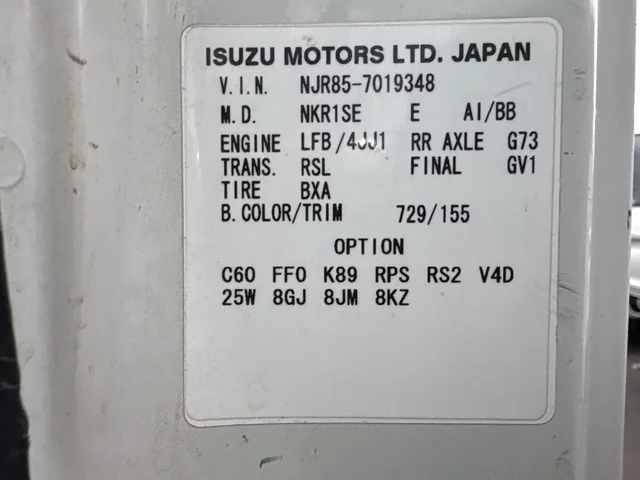 ISUZU MOTORS LTD. JAPAN
V.I.N. NJR85-7019348
M.D. NKR1SE E AI/BB
ENGINE LFB/4JJ1 RR AXLE G73
TRANS. RSL FINAL GV1
TIRE BXA
B.COLOR/TRIM 729/155
OPTION
C60 FF0 K89 RPS RS2 V4D
25W 8GJ 8JM 8KZ